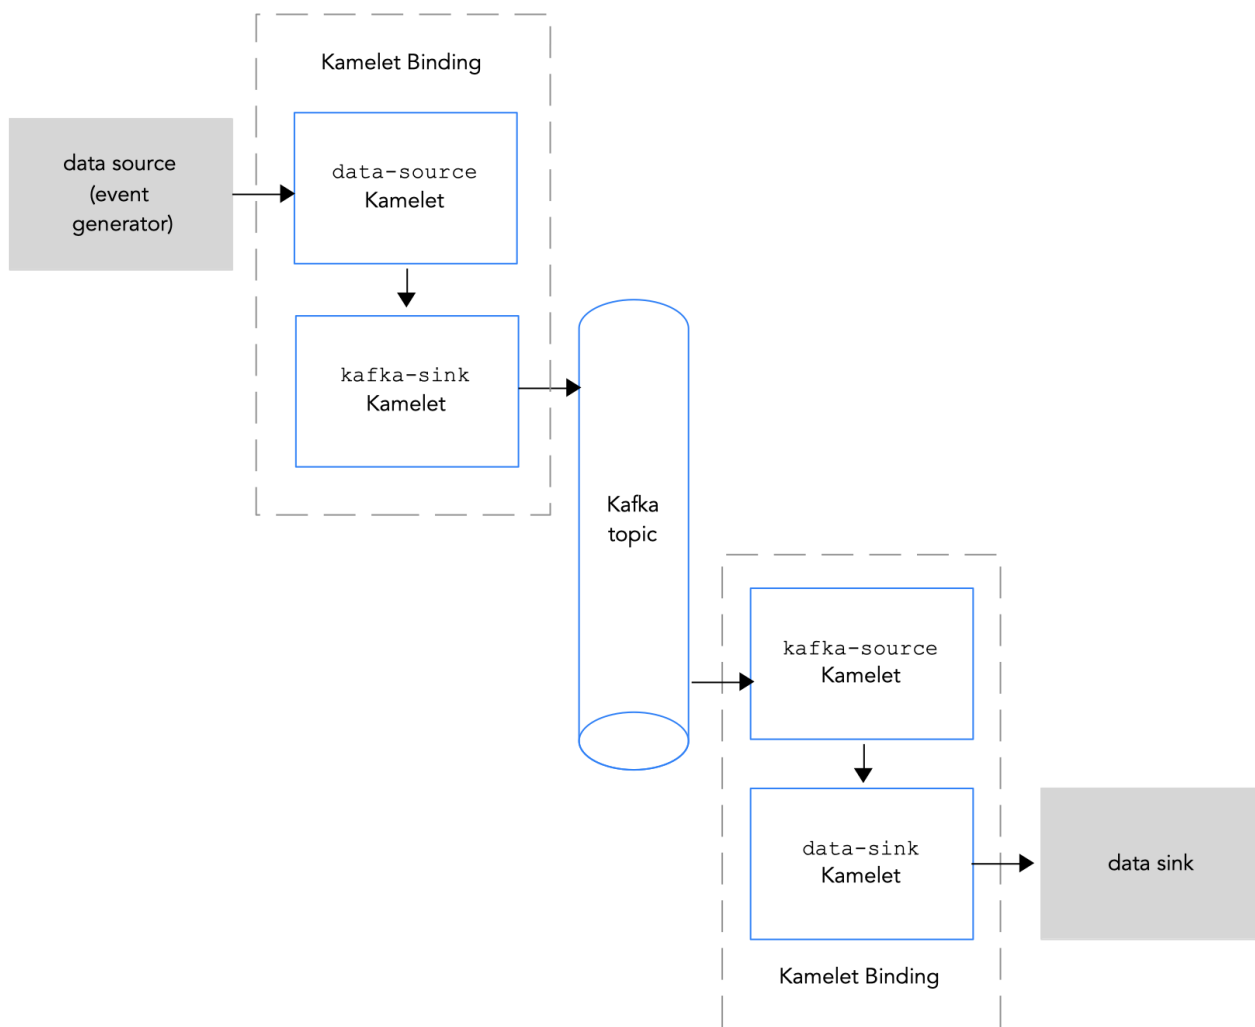 Kamelet Binding
data source
(event
generator)
data-source
Kamelet
kafka-sink
Kamelet
Kafka
topic
kafka-source
Kamelet
data-sink
Kamelet
data sink
Kamelet Binding